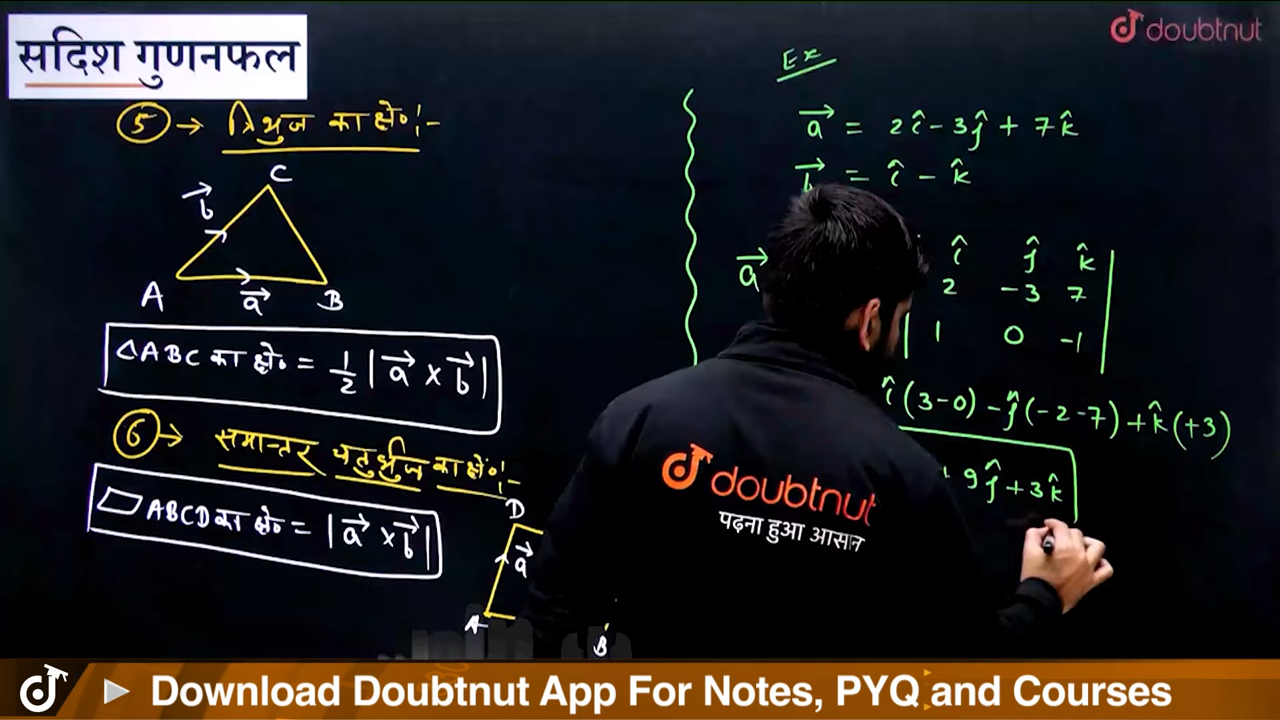 सदिश गुणनफल
doubtnut
5 → त्रिभुज का क्षे० :-
C
b
A a B
△ABC का क्षे० = 1/2 |a⃗ × b⃗|
6 → समान्तर चतुर्भुज का क्षे० :-
▱ABCD का क्षे० = |a⃗ × b⃗|
D
a⃗
A
B
Ex
a⃗ = 2î - 3ĵ + 7k̂
b⃗ = î - k̂
a⃗ î ĵ k̂
2 -3 7
1 0 -1
î(3-0) - ĵ(-2-7) + k̂(+3)
+ 9ĵ + 3k̂
doubtnut
पढ़ना हुआ आसान
Download Doubtnut App For Notes, PYQ and Courses